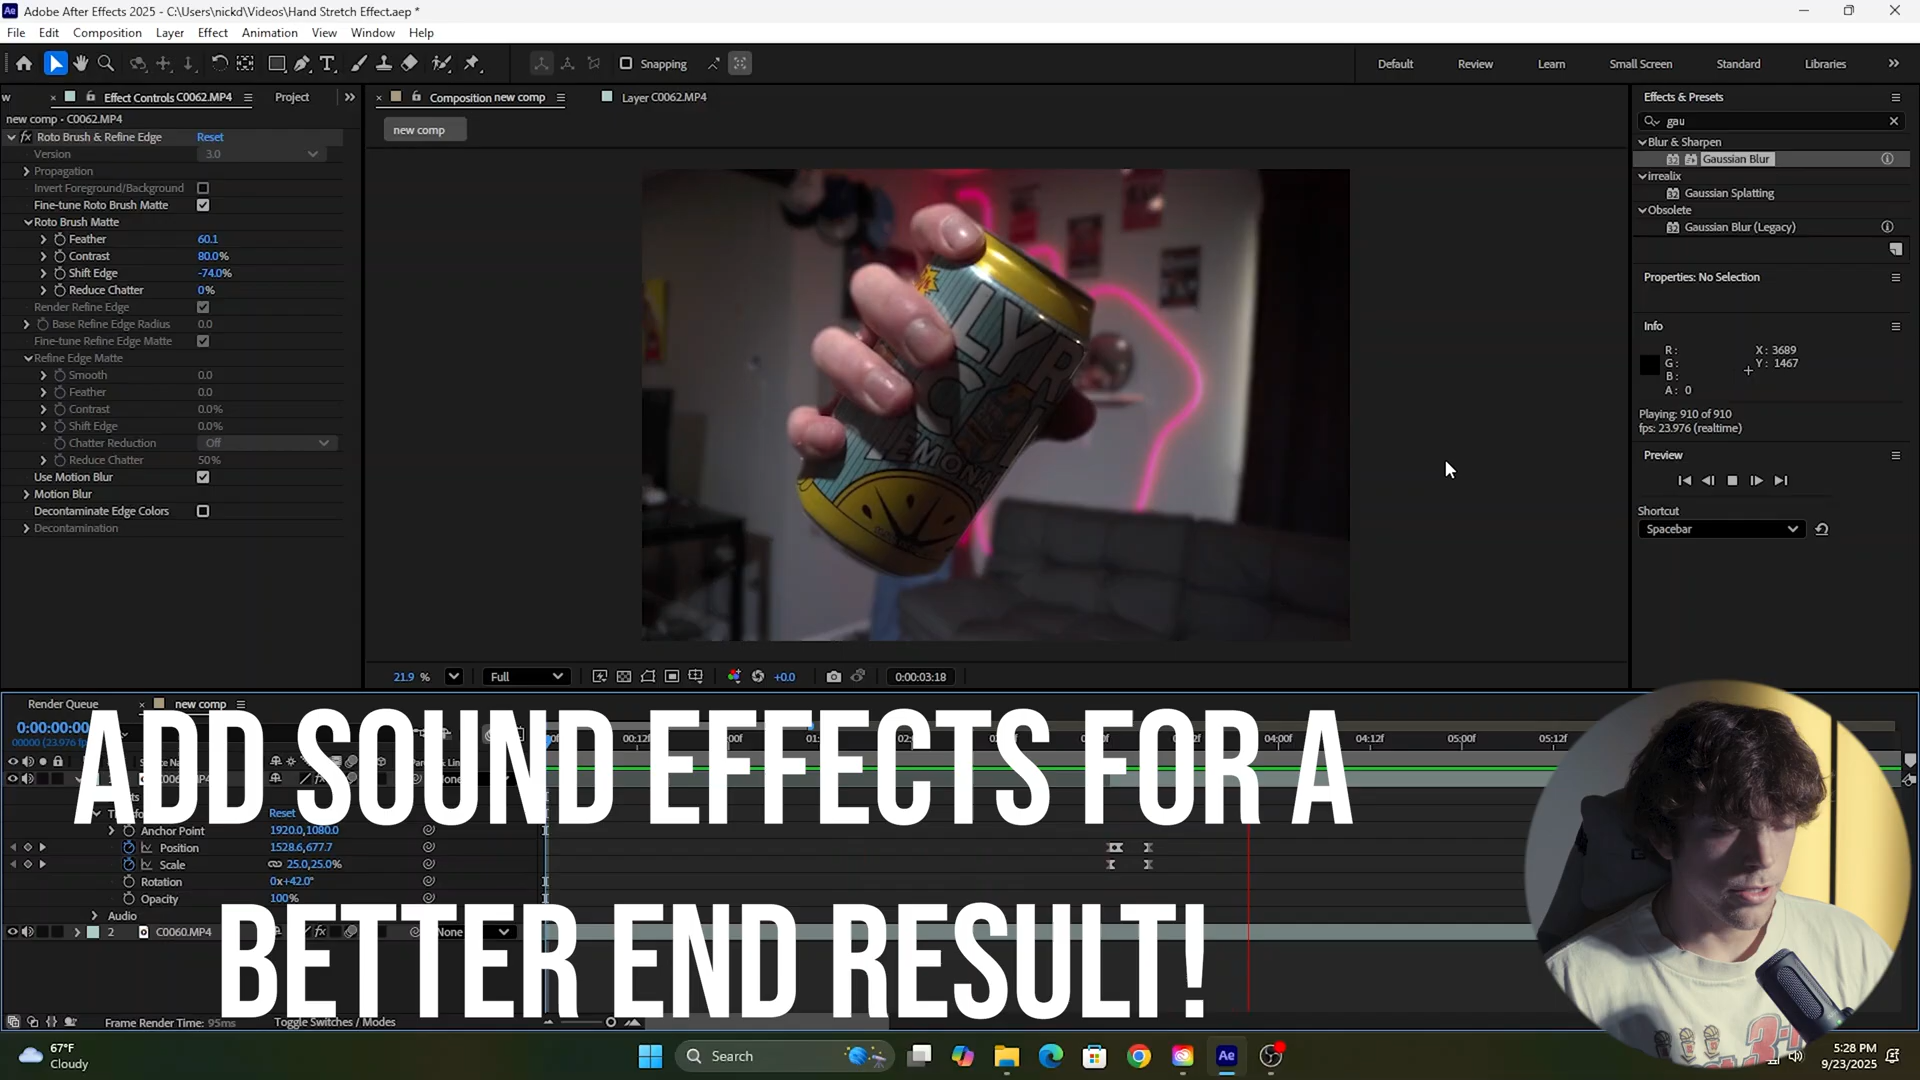 Adobe After Effects 2025 - C:\Users\nickd\Videos\Hand Stretch Effect.aep *
File Edit Composition Layer Effect Animation View Window Help
Snapping
Default Review Learn Small Screen Standard Libraries
w Effect Controls C0062.MP4 Project
Composition new comp Layer C0062.MP4
new comp - C0062.MP4
new comp
fx Roto Brush & Refine Edge Reset
Version 3.0
Propagation
Invert Foreground/Background
Fine-tune Roto Brush Matte
Roto Brush Matte
Feather 60.1
Contrast 80.0%
Shift Edge -74.0%
Reduce Chatter 0%
Render Refine Edge
Base Refine Edge Radius 0.0
Fine-tune Refine Edge Matte
Refine Edge Matte
Smooth 0.0
Feather 0.0
Contrast 0.0%
Shift Edge 0.0%
Chatter Reduction Off
Reduce Chatter 50%
Use Motion Blur
Motion Blur
Decontaminate Edge Colors
Decontamination
LYR
C
EMONA
21.9 % Full +0.0 0:00:03:18
Effects & Presets
gau
Blur & Sharpen
Gaussian Blur
irrealix
Gaussian Splatting
Obsolete
Gaussian Blur (Legacy)
Properties: No Selection
Info
R: X: 3689
G: Y: 1467
B:
A: 0
Playing: 910 of 910
fps: 23.976 (realtime)
Preview
Shortcut
Spacebar
Render Queue new comp
0:00:00:00
00000 (23.976 fps)
00:12f 04:00f 04:12f 05:00f 05:12f
ADD SOUND EFFECTS FOR A
BETTER END RESULT!
Reset
Anchor Point 1920.0,1080.0
Position 1528.6,677.7
Scale 25.0,25.0%
Rotation 0x+42.0°
Opacity 100%
Audio
2 C0060.MP4 fx None
Frame Render Time: 95ms Toggle Switches / Modes
67°F
Cloudy
Search
Ae
5:28 PM
9/23/2025